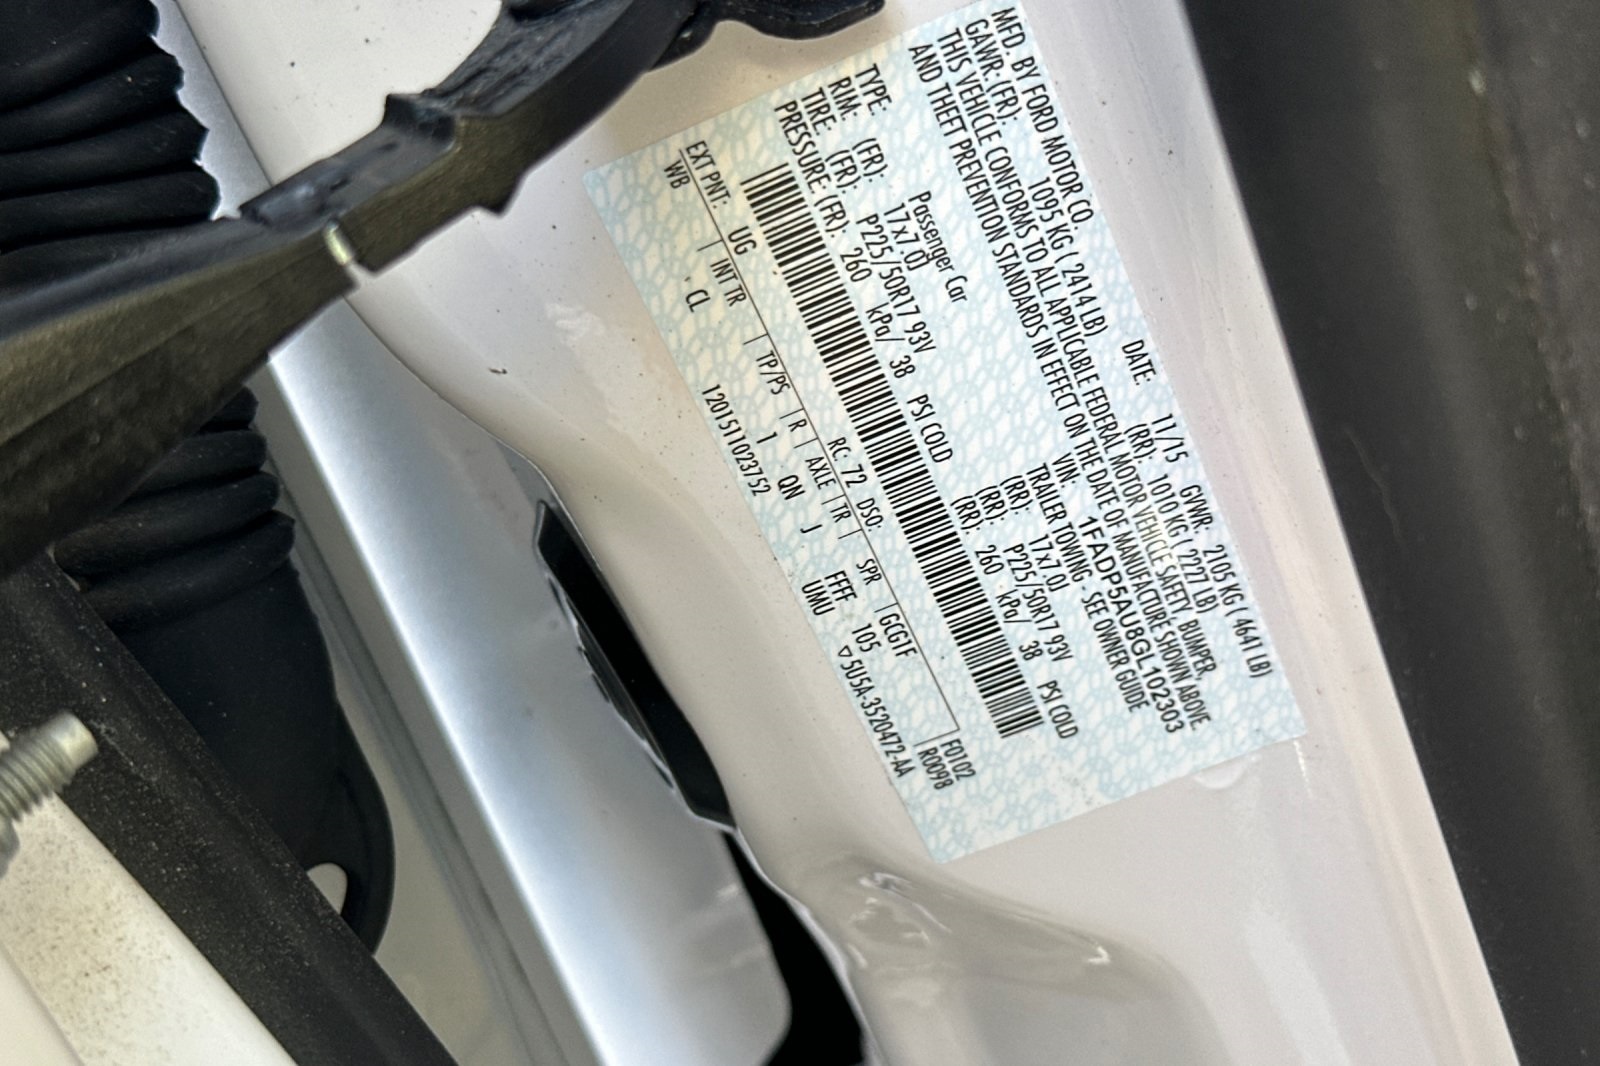 MFD. BY FORD MOTOR CO. DATE: 11/15 GVWR: 2105 KG ( 4641 LB)
GAWR: (FR): 1095 KG ( 2414 LB) (RR): 1010 KG ( 2227 LB)
THIS VEHICLE CONFORMS TO ALL APPLICABLE FEDERAL MOTOR VEHICLE SAFETY, BUMPER,
AND THEFT PREVENTION STANDARDS IN EFFECT ON THE DATE OF MANUFACTURE SHOWN ABOVE
VIN: 1FADP5AU8GL102303
TYPE: Passenger Car TRAILER TOWING - SEE OWNER GUIDE
RIM: (FR): 17x7.0J (RR): 17x7.0J
TIRE: (FR): P225/50R17 93V (RR): P225/50R17 93V
PRESSURE: (FR): 260 kPa/ 38 PSI COLD (RR): 260 kPa/ 38 PSI COLD
F0102
EXT PNT: UG RC: 72 DSO: R0098
WB | INT TR | TP/PS | R | AXLE | TR | SPR | GCG1F
CL 1 QN J FFFF 105
1201511023752 UMU ▽5U5A-3520472-AA